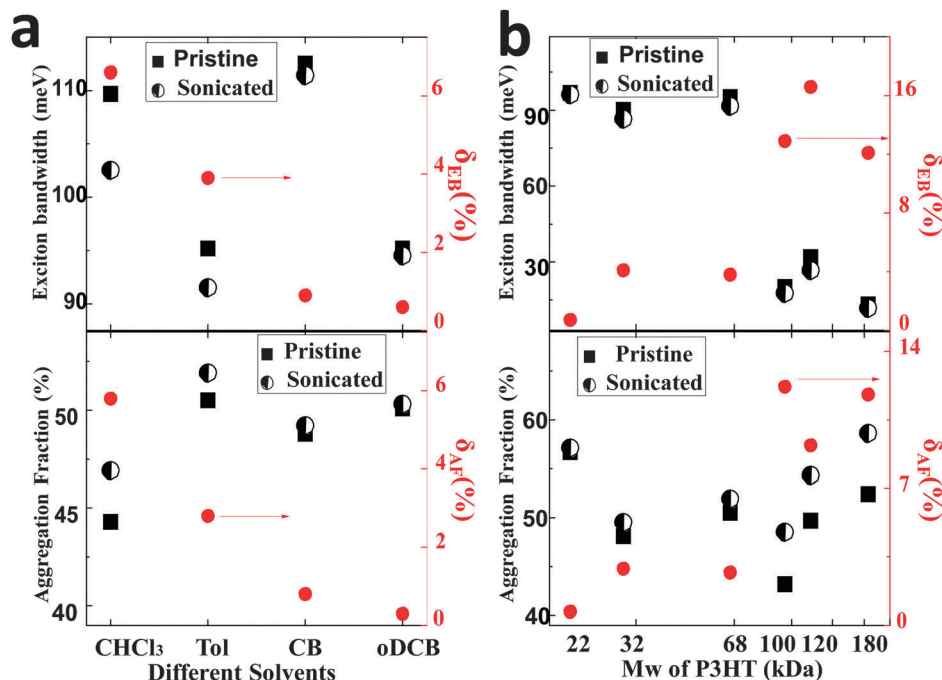 a
Pristine
Sonicated
110
100
90
Exciton bandwidth (meV)
6
4
2
0
δEB(%)
Pristine
Sonicated
50
45
40
Aggregation Fraction (%)
6
4
2
0
δAF(%)
CHCl₃ Tol CB oDCB
Different Solvents
b
Pristine
Sonicated
90
60
30
Exciton bandwidth (meV)
16
8
0
δEB(%)
Pristine
Sonicated
60
50
40
Aggregation Fraction (%)
14
7
0
δAF(%)
22 32 68 100 120 180
Mw of P3HT (kDa)